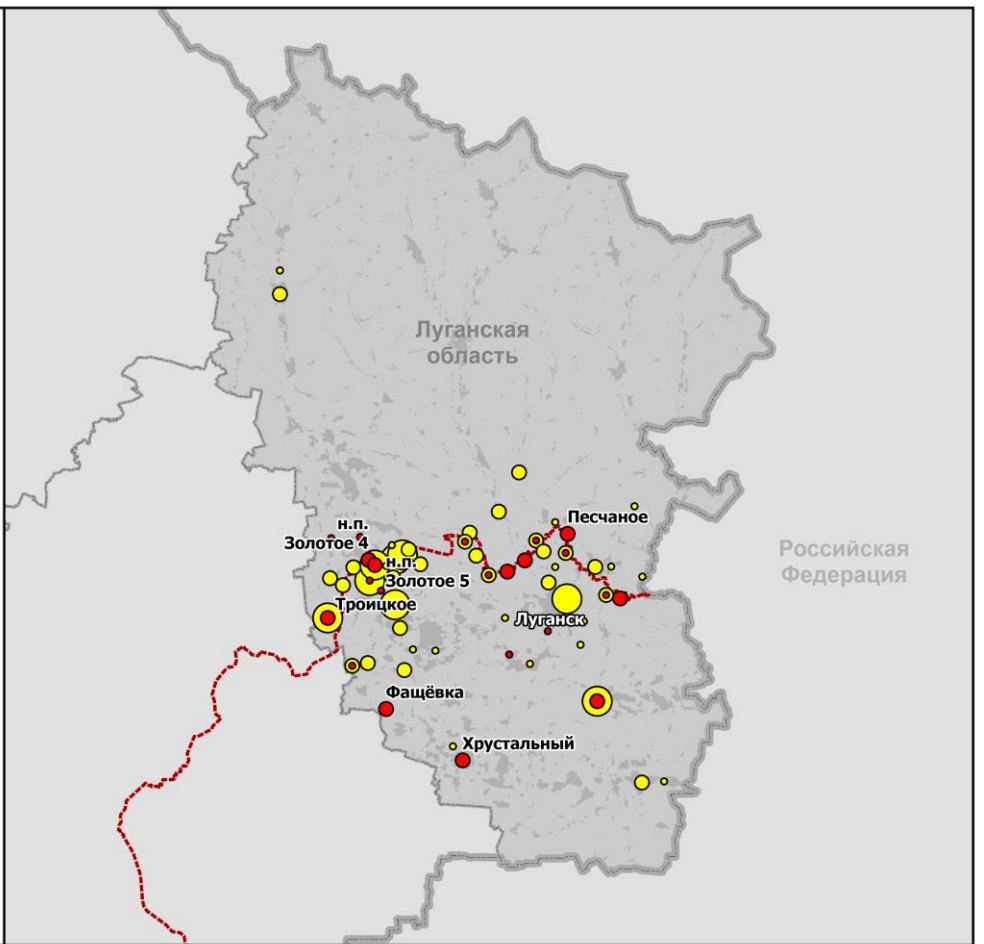 Луганская
область
н.п.
Золотое 4
Песчаное
н.п.
Золотое 5
Российская
Федерация
Троицкое
Луганск
Фащёвка
Хрустальный